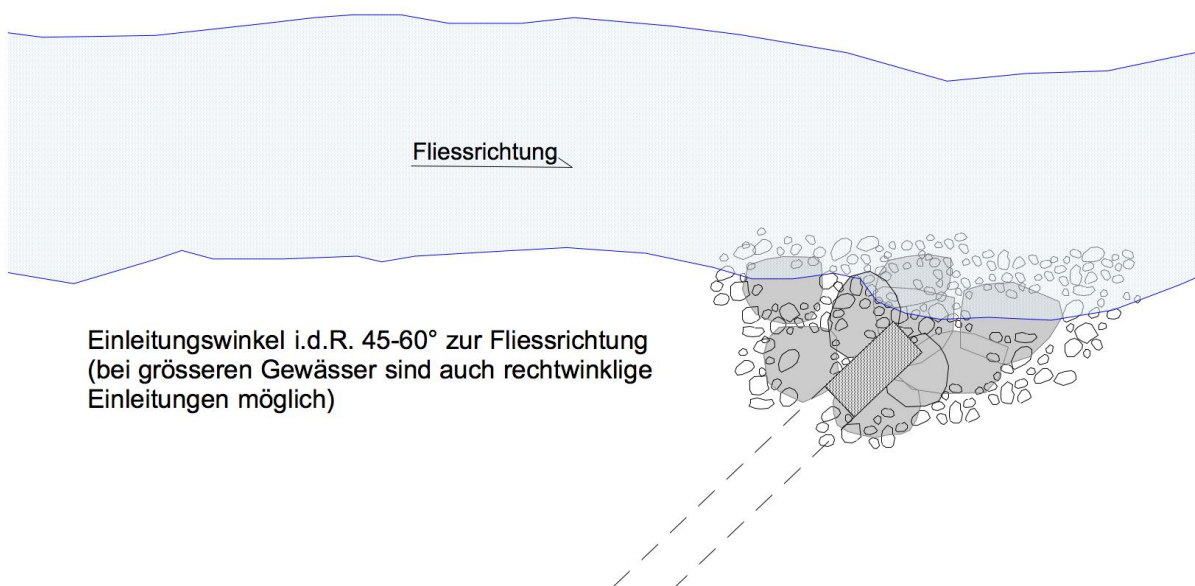 Fliessrichtung
Einleitungswinkel i.d.R. 45-60° zur Fliessrichtung
(bei grösseren Gewässer sind auch rechtwinklige
Einleitungen möglich)